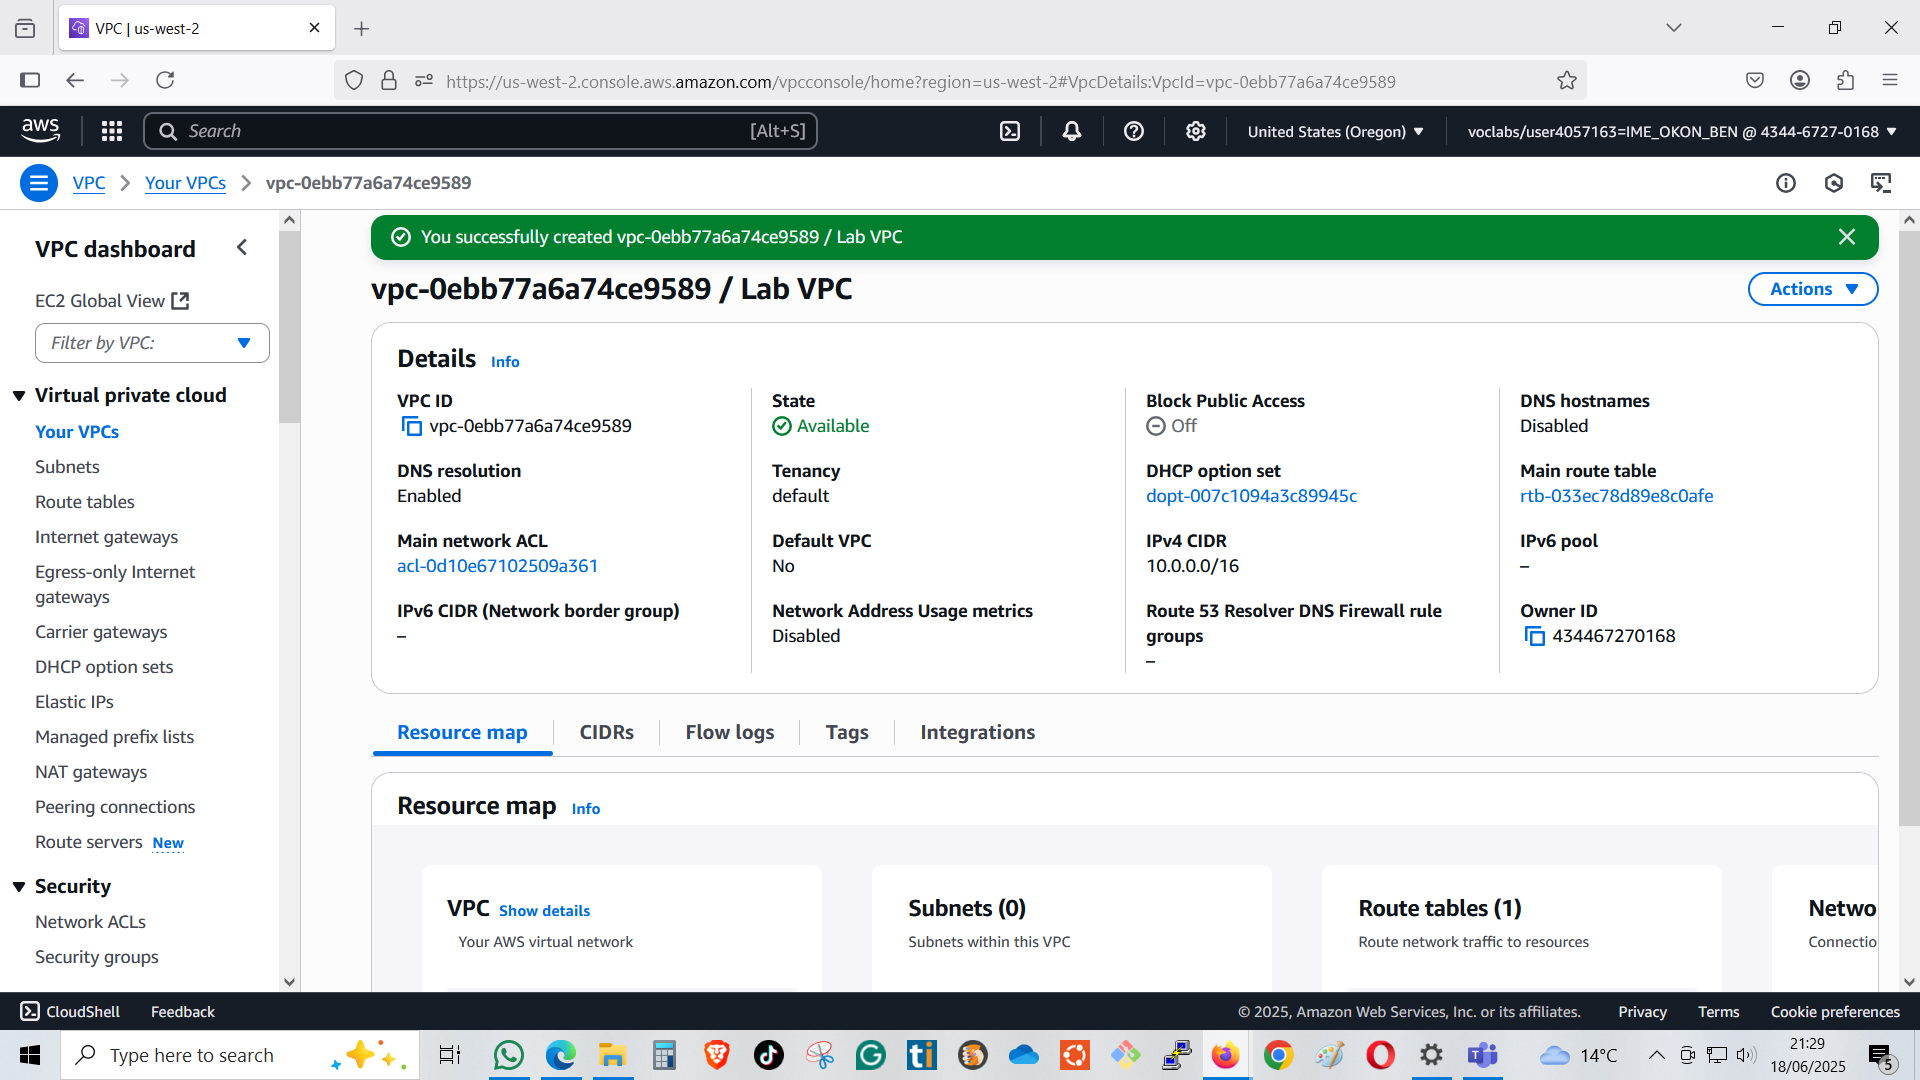 VPC | us-west-2
https://us-west-2.console.aws.amazon.com/vpcconsole/home?region=us-west-2#VpcDetails:VpcId=vpc-0ebb77a6a74ce9589
aws
Search
[Alt+S]
United States (Oregon)
voclabs/user4057163=IME_OKON_BEN @ 4344-6727-0168
VPC
Your VPCs
vpc-0ebb77a6a74ce9589
VPC dashboard
EC2 Global View
Filter by VPC:
Virtual private cloud
Your VPCs
Subnets
Route tables
Internet gateways
Egress-only Internet
gateways
Carrier gateways
DHCP option sets
Elastic IPs
Managed prefix lists
NAT gateways
Peering connections
Route servers New
Security
Network ACLs
Security groups
You successfully created vpc-0ebb77a6a74ce9589 / Lab VPC
vpc-0ebb77a6a74ce9589 / Lab VPC
Actions
Details Info
VPC ID
vpc-0ebb77a6a74ce9589
State
Available
Block Public Access
Off
DNS hostnames
Disabled
DNS resolution
Enabled
Tenancy
default
DHCP option set
dopt-007c1094a3c89945c
Main route table
rtb-033ec78d89e8c0afe
Main network ACL
acl-0d10e67102509a361
Default VPC
No
IPv4 CIDR
10.0.0.0/16
IPv6 pool
–
IPv6 CIDR (Network border group)
–
Network Address Usage metrics
Disabled
Route 53 Resolver DNS Firewall rule
groups
–
Owner ID
434467270168
Resource map
CIDRs
Flow logs
Tags
Integrations
Resource map Info
VPC Show details
Your AWS virtual network
Subnets (0)
Subnets within this VPC
Route tables (1)
Route network traffic to resources
Netwo
Connectio
CloudShell
Feedback
© 2025, Amazon Web Services, Inc. or its affiliates.
Privacy
Terms
Cookie preferences
Type here to search
ti
14°C
21:29
18/06/2025
5